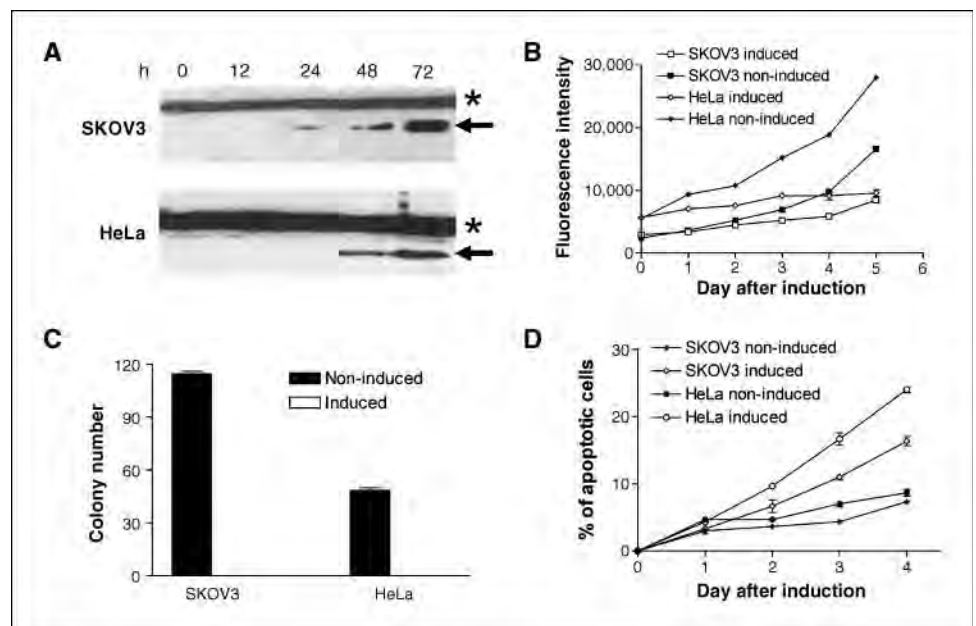 A
h 0 12 24 48 72
*
SKOV3
*
HeLa
B
SKOV3 induced
SKOV3 non-induced
HeLa induced
HeLa non-induced
30,000
20,000
10,000
0
0 1 2 3 4 5 6
Fluorescence intensity
Day after induction
C
120
90
60
30
0
Colony number
Non-induced
Induced
SKOV3 HeLa
D
SKOV3 non-induced
SKOV3 induced
HeLa non-induced
HeLa induced
30
20
10
0
0 1 2 3 4
% of apoptotic cells
Day after induction